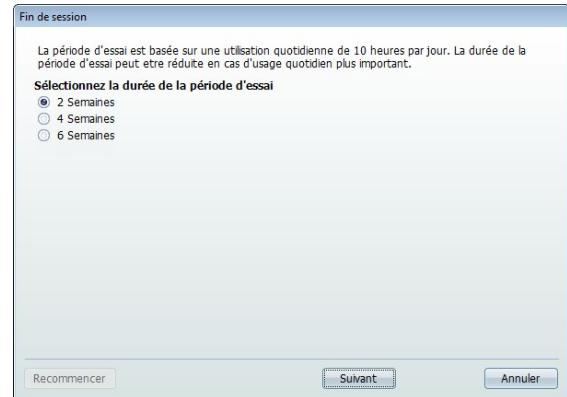 Fin de session
La période d'essai est basée sur une utilisation quotidienne de 10 heures par jour. La durée de la
période d'essai peut etre réduite en cas d'usage quotidien plus important.
Sélectionnez la durée de la période d'essai
2 Semaines
4 Semaines
6 Semaines
Recommencer
Suivant
Annuler